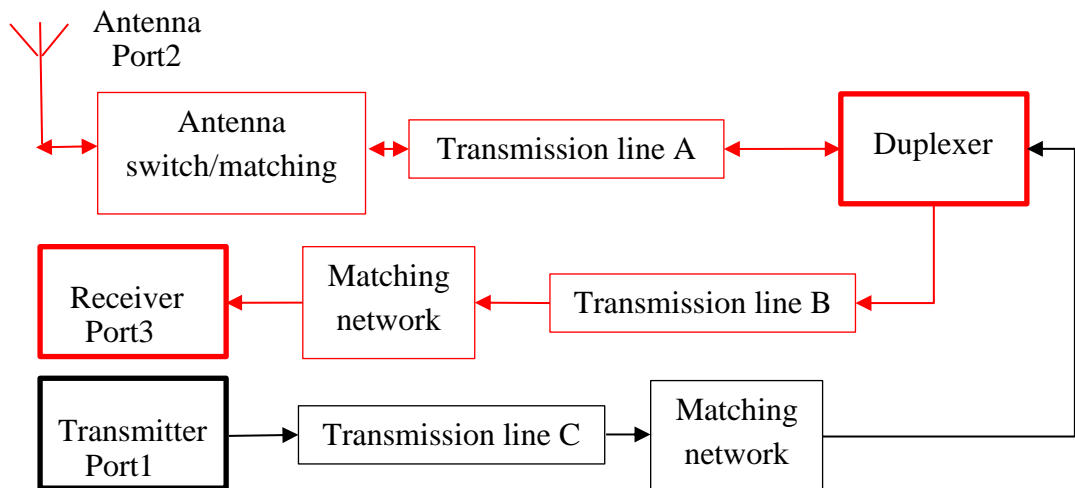 Antenna
Port2
Antenna
switch/matching
Transmission line A
Duplexer
Receiver
Port3
Matching
network
Transmission line B
Transmitter
Port1
Transmission line C
Matching
network